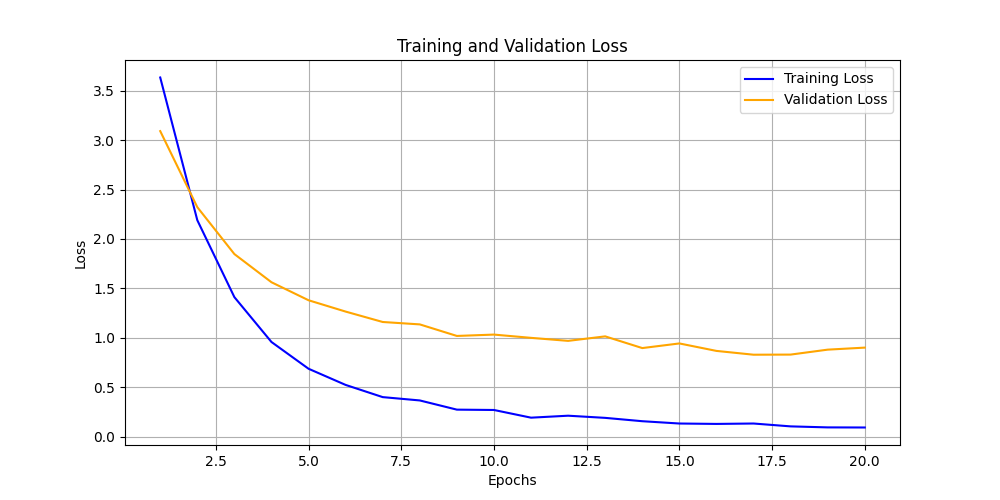 Training and Validation Loss
Training Loss
Validation Loss
3.5
3.0
2.5
2.0
1.5
1.0
0.5
0.0
Loss
2.5 5.0 7.5 10.0 12.5 15.0 17.5 20.0
Epochs